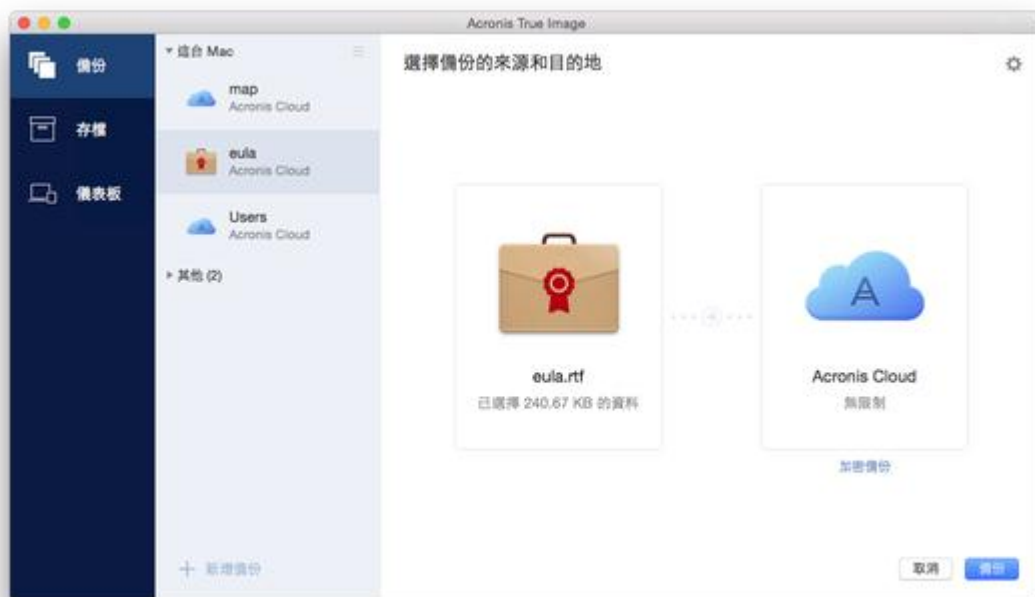 Acronis True Image
備份
存檔
儀表板
這台 Mac
map
Acronis Cloud
eula
Acronis Cloud
Users
Acronis Cloud
其他 (2)
新增備份
選擇備份的來源和目的地
eula.rtf
已選擇 240.67 KB 的資料
Acronis Cloud
無限制
加密備份
取消
備份